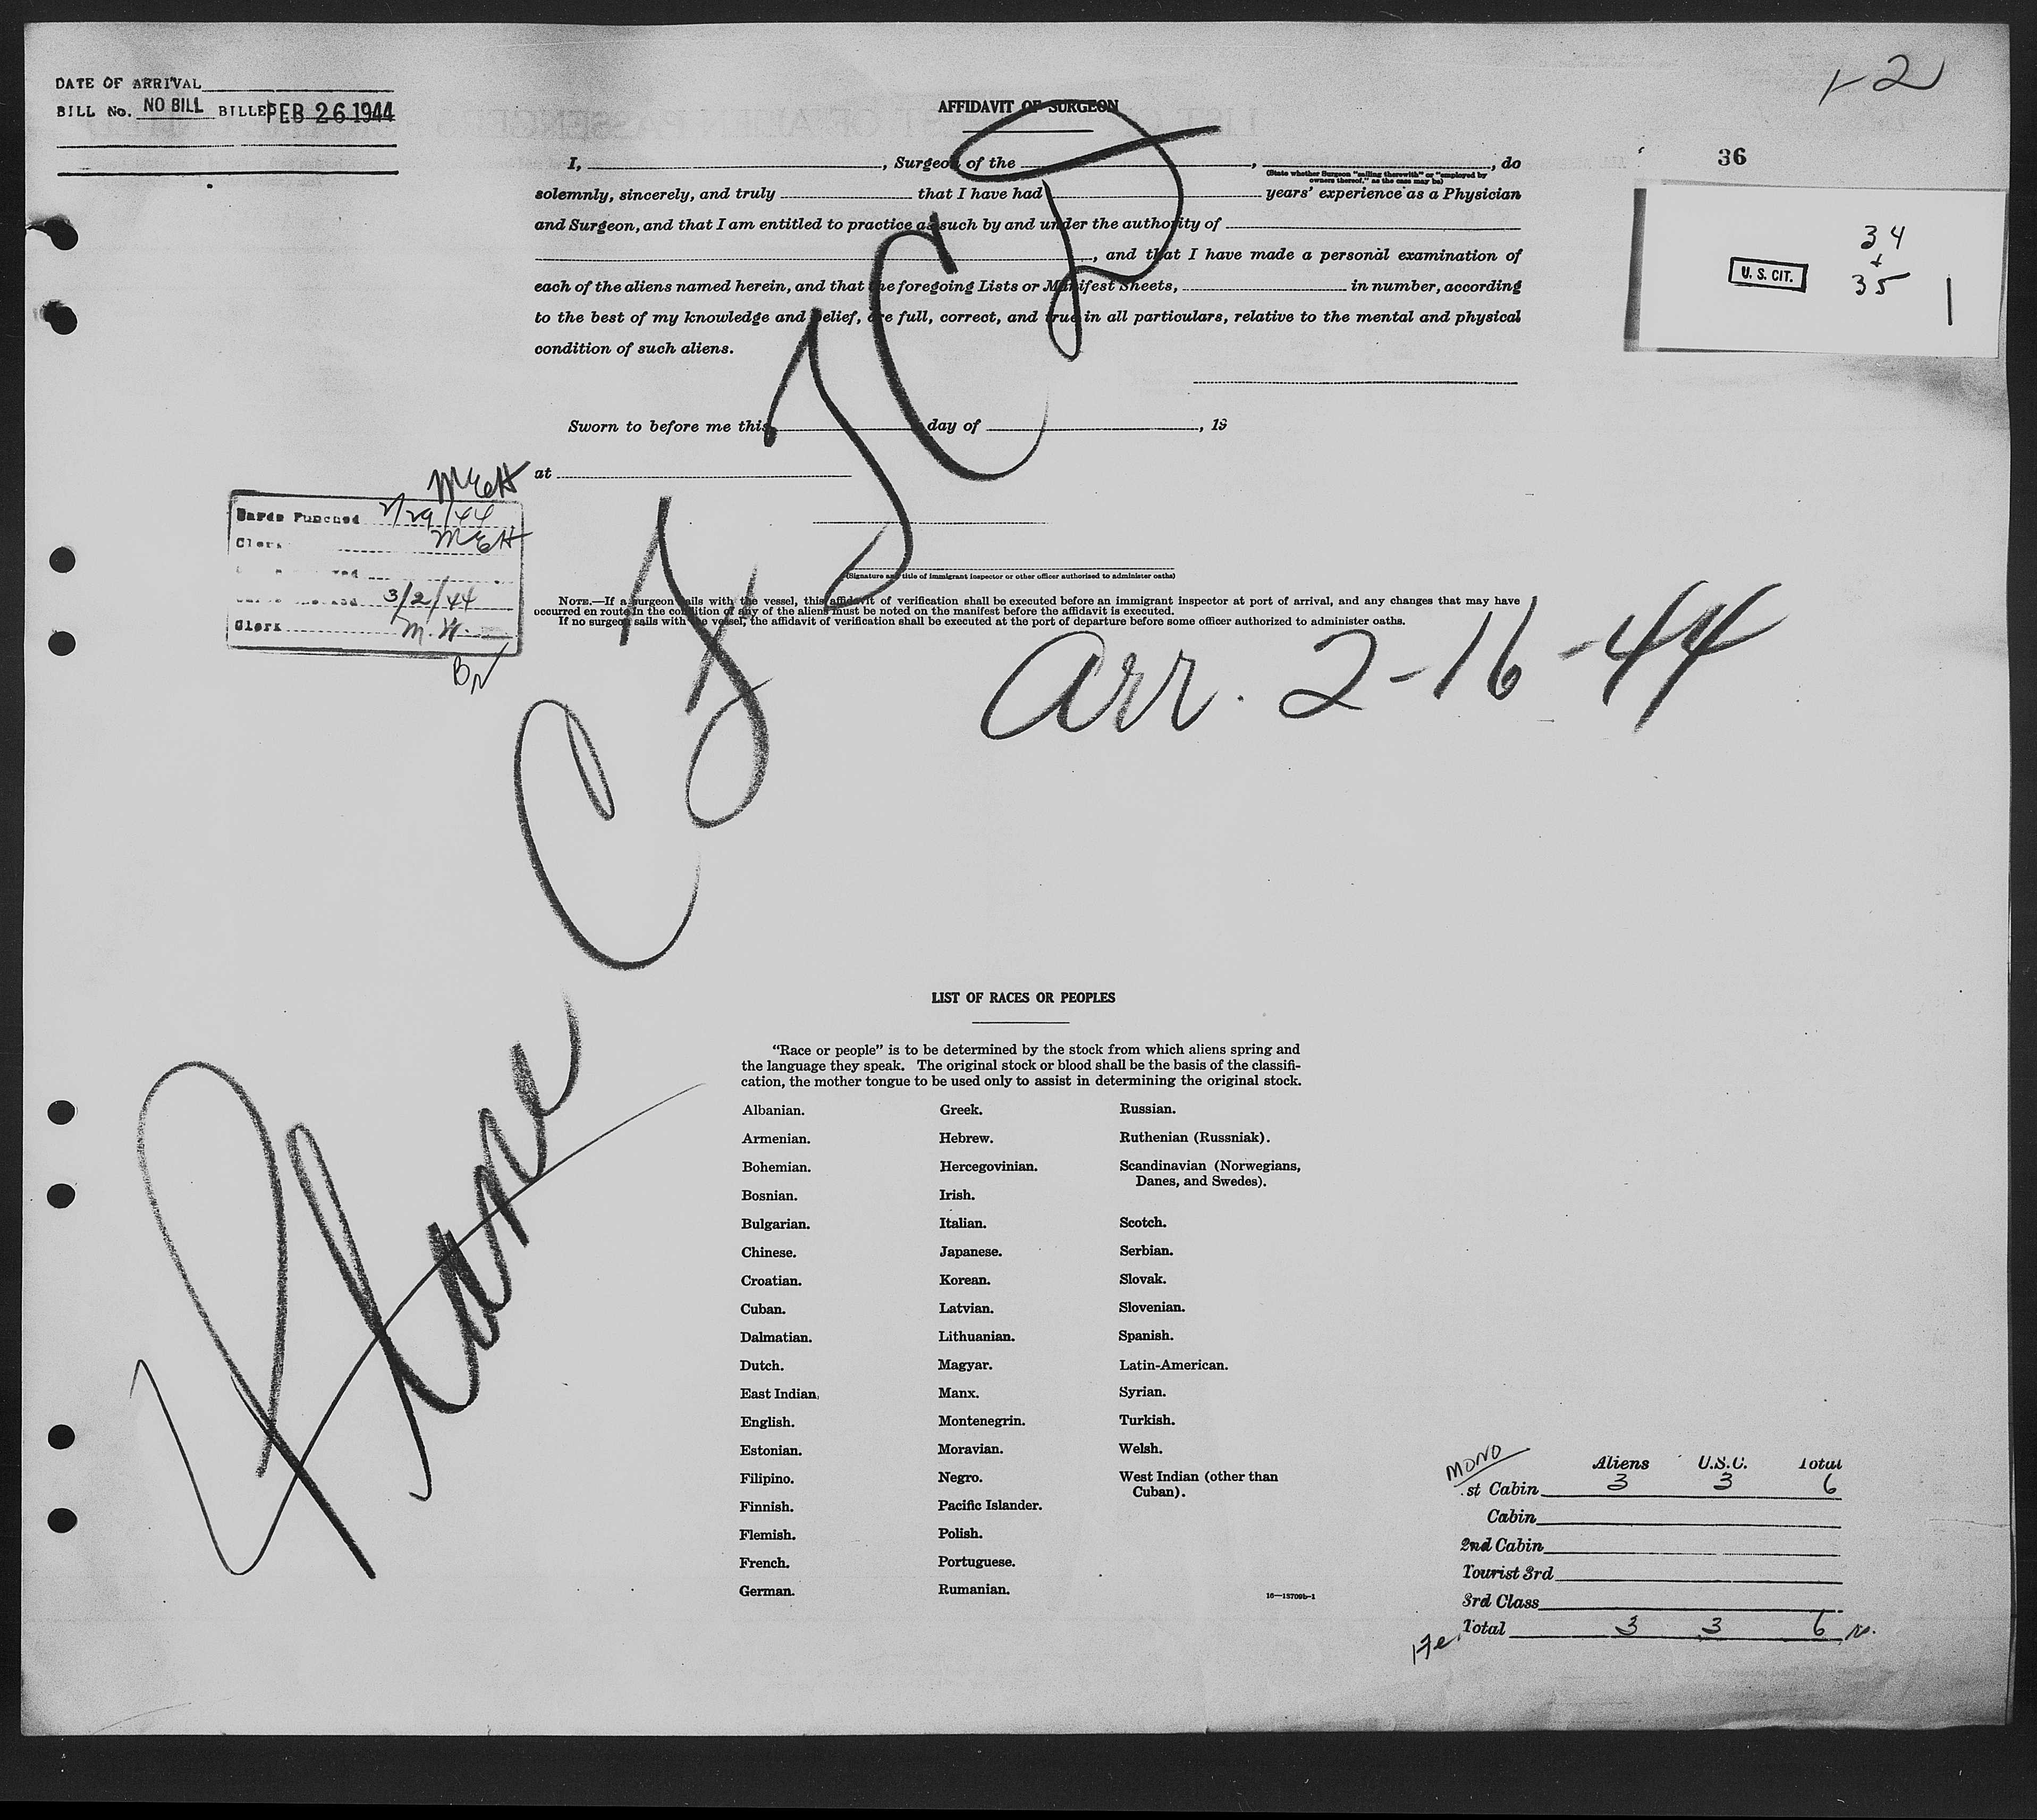 1-2
DATE OF ARRIVAL
BILL No. NO BILL BILLED FEB 26 1944
AFFIDAVIT OF SURGEON
I, , Surgeon of the , , do
(State whether Surgeon "sailing therewith" or "employed by
owners thereof," as the case may be)
36
solemnly, sincerely, and truly that I have had years' experience as a Physician
and Surgeon, and that I am entitled to practice as such by and under the authority of
, and that I have made a personal examination of
each of the aliens named herein, and that the foregoing Lists or Manifest Sheets, in number, according
to the best of my knowledge and belief, are full, correct, and true in all particulars, relative to the mental and physical
condition of such aliens.
34
+
U. S. CIT. 35 1
Sworn to before me this day of , 19
at
MEH
Cards Punched 2/29/44
Clerk MEH
3/2/44
Clerk M.W.
(Signature and title of immigrant inspector or other officer authorized to administer oaths)
NOTE.—If a surgeon sails with the vessel, this affidavit of verification shall be executed before an immigrant inspector at port of arrival, and any changes that may have
occurred en route in the condition of any of the aliens must be noted on the manifest before the affidavit is executed.
If no surgeon sails with the vessel, the affidavit of verification shall be executed at the port of departure before some officer authorized to administer oaths.
arr. 2-16-44
Plane
LIST OF RACES OR PEOPLES
"Race or people" is to be determined by the stock from which aliens spring and
the language they speak. The original stock or blood shall be the basis of the classifi-
cation, the mother tongue to be used only to assist in determining the original stock.
Albanian. Greek. Russian.
Armenian. Hebrew. Ruthenian (Russniak).
Bohemian. Hercegovinian. Scandinavian (Norwegians,
Danes, and Swedes).
Bosnian. Irish.
Bulgarian. Italian. Scotch.
Chinese. Japanese. Serbian.
Croatian. Korean. Slovak.
Cuban. Latvian. Slovenian.
Dalmatian. Lithuanian. Spanish.
Dutch. Magyar. Latin-American.
East Indian. Manx. Syrian.
English. Montenegrin. Turkish.
Estonian. Moravian. Welsh.
Filipino. Negro. West Indian (other than
Cuban).
Finnish. Pacific Islander.
Flemish. Polish.
French. Portuguese.
German. Rumanian.
16—13709b-1
MONO
Aliens U.S.C. Total
st Cabin 3 3 6
Cabin
2nd Cabin
Tourist 3rd
3rd Class
Total 3 3 6